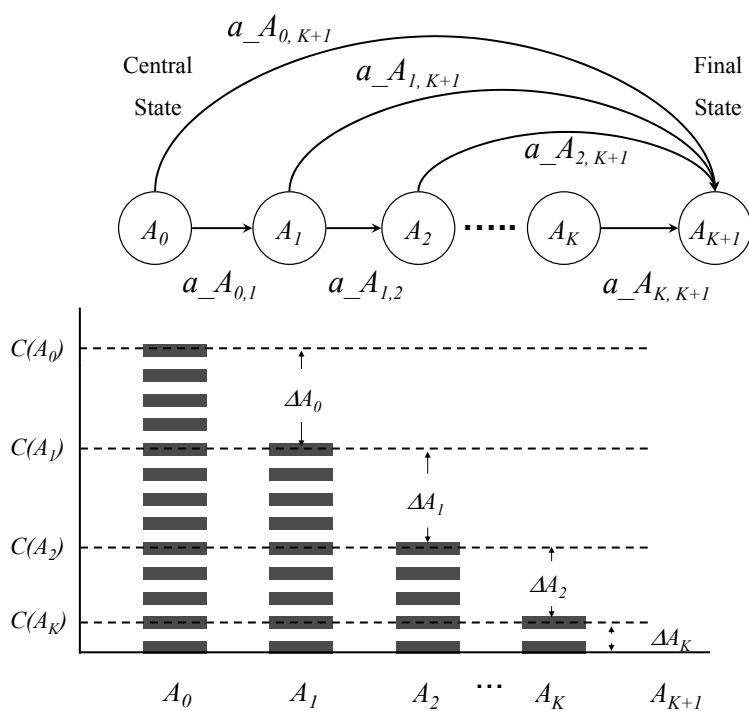 a_A0, K+1
Central State
a_A1, K+1
Final State
a_A2, K+1
A0 A1 A2 ..... AK AK+1
a_A0,1 a_A1,2 a_AK, K+1
C(A0)
ΔA0
C(A1)
ΔA1
C(A2)
ΔA2
C(AK)
ΔAK
A0 A1 A2 ... AK AK+1